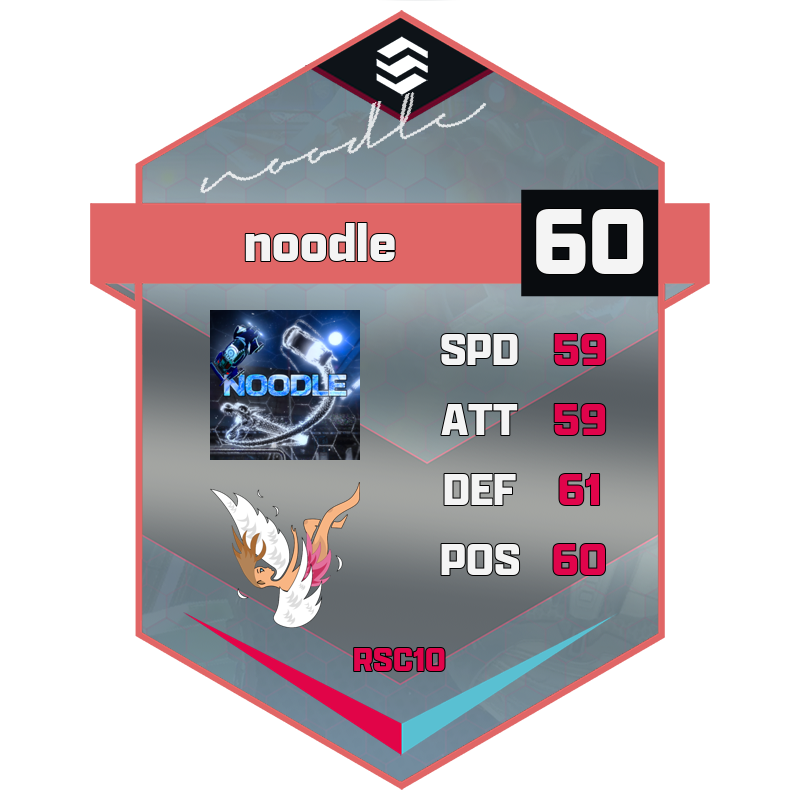 noodle
noodle 60
NOODLE
SPD 59
ATT 59
DEF 61
POS 60
RSC10